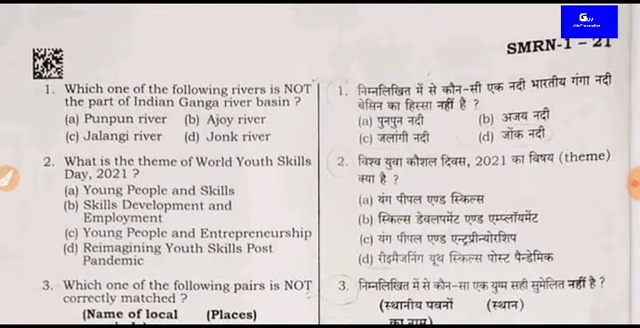 SMRN-1 – 21
1. Which one of the following rivers is NOT
the part of Indian Ganga river basin ?
(a) Punpun river (b) Ajoy river
(c) Jalangi river (d) Jonk river
2. What is the theme of World Youth Skills
Day, 2021 ?
(a) Young People and Skills
(b) Skills Development and
Employment
(c) Young People and Entrepreneurship
(d) Reimagining Youth Skills Post
Pandemic
3. Which one of the following pairs is NOT
correctly matched ?
(Name of local (Places)
1. निम्नलिखित में से कौन-सी एक नदी भारतीय गंगा नदी
बेसिन का हिस्सा नहीं है ?
(a) पुनपुन नदी (b) अजय नदी
(c) जलांगी नदी (d) जोंक नदी
2. विश्व युवा कौशल दिवस, 2021 का विषय (theme)
क्या है ?
(a) यंग पीपल एण्ड स्किल्स
(b) स्किल्स डेवलपमेंट एण्ड एम्प्लॉयमेंट
(c) यंग पीपल एण्ड एन्ट्रप्रीन्योरशिप
(d) रीइमैजनिंग यूथ स्किल्स पोस्ट पैन्डेमिक
3. निम्नलिखित में से कौन-सा एक युग्म सही सुमेलित नहीं है ?
(स्थानीय पवनों (स्थान)
का नाम)